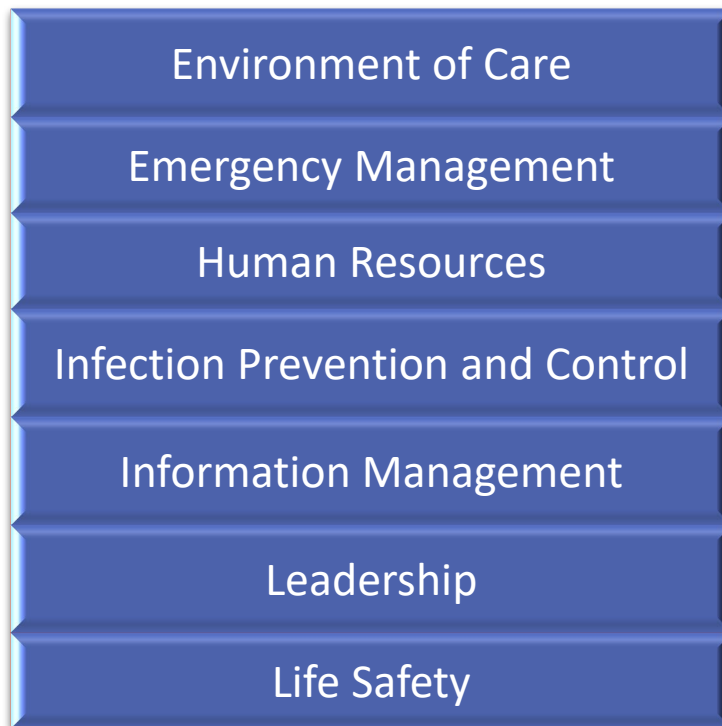 Environment of Care
Emergency Management
Human Resources
Infection Prevention and Control
Information Management
Leadership
Life Safety